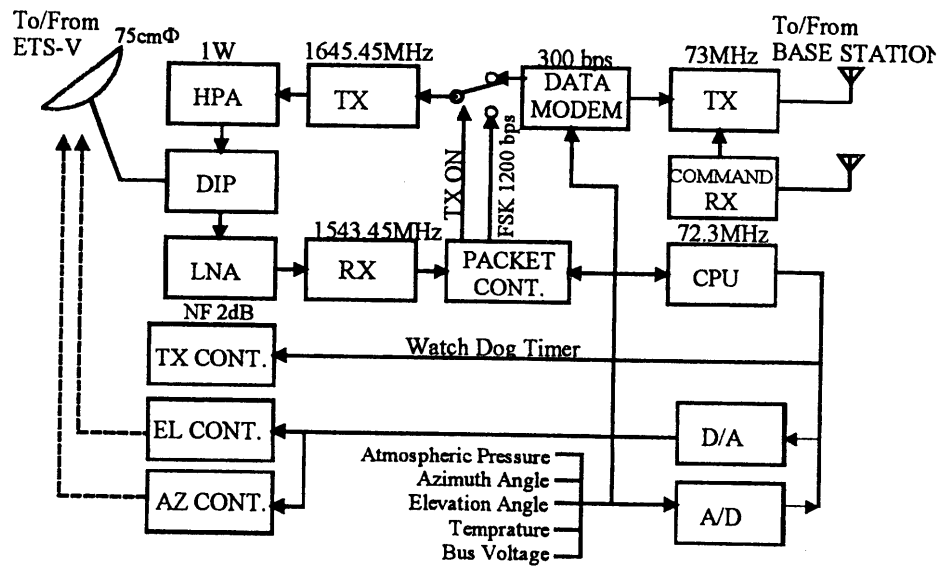 To/From
ETS-V
75cmΦ
1W
HPA
1645.45MHz
TX
300 bps
DATA
MODEM
73MHz
TX
To/From
BASE STATION
COMMAND
RX
72.3MHz
DIP
TX ON
FSK 1200 bps
LNA
NF 2dB
1543.45MHz
RX
PACKET
CONT.
CPU
TX CONT.
Watch Dog Timer
EL CONT.
D/A
AZ CONT.
Atmospheric Pressure
Azimuth Angle
Elevation Angle
Temprature
Bus Voltage
A/D